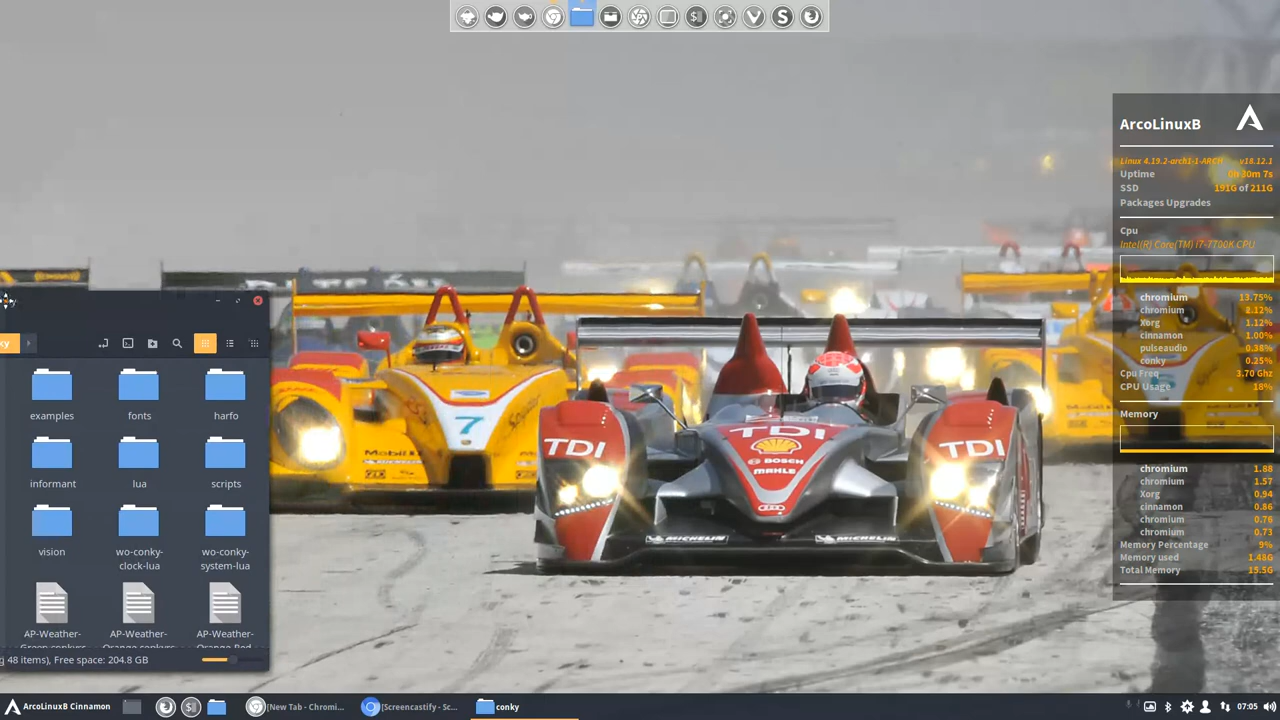 ArcoLinuxB
Linux 4.19.2-arch1-1-ARCH v18.12.1
Uptime 0h 30m 7s
SSD 191G of 211G
Packages Upgrades
Cpu
Intel(R) Core(TM) i7-7700K CPU
chromium 13.75%
chromium 2.12%
Xorg 1.12%
cinnamon 1.00%
pulseaudio 0.38%
conky 0.25%
Cpu Freq 3.70 Ghz
CPU Usage 18%
Memory
chromium 1.88
chromium 1.57
Xorg 0.94
cinnamon 0.86
chromium 0.76
chromium 0.73
Memory Percentage 9%
Memory used 1.48G
Total Memory 15.5G
ky
examples fonts harfo
informant lua scripts
vision wo-conky-clock-lua wo-conky-system-lua
AP-Weather- AP-Weather- AP-Weather-
48 items), Free space: 204.8 GB
7
TDI TDI TDI
BOSCH
MAHLE
MICHELIN MICHELIN
ArcoLinuxB Cinnamon [New Tab - Chromi... [Screencastify - Sc... conky 07:05